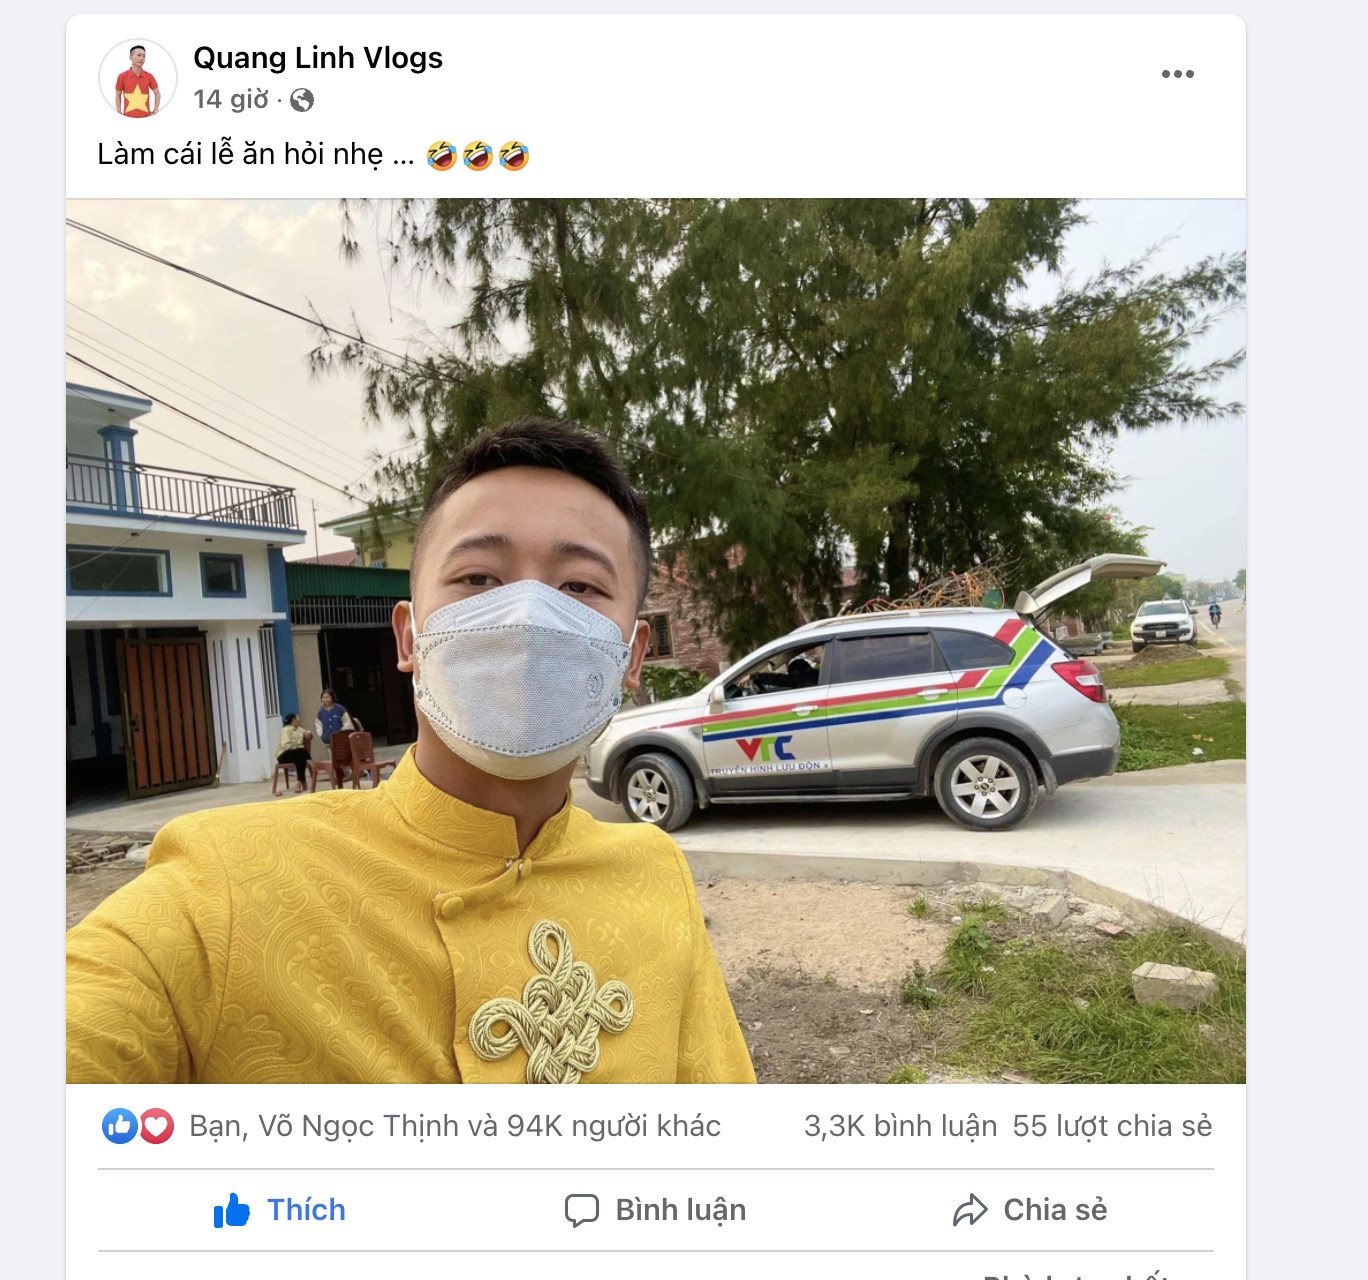 Quang Linh Vlogs
14 giờ ·
Làm cái lễ ăn hỏi nhẹ ... 🤣🤣🤣
VTC
TRUYỀN HÌNH LƯU ĐỘN
Bạn, Võ Ngọc Thịnh và 94K người khác
3,3K bình luận 55 lượt chia sẻ
Thích
Bình luận
Chia sẻ